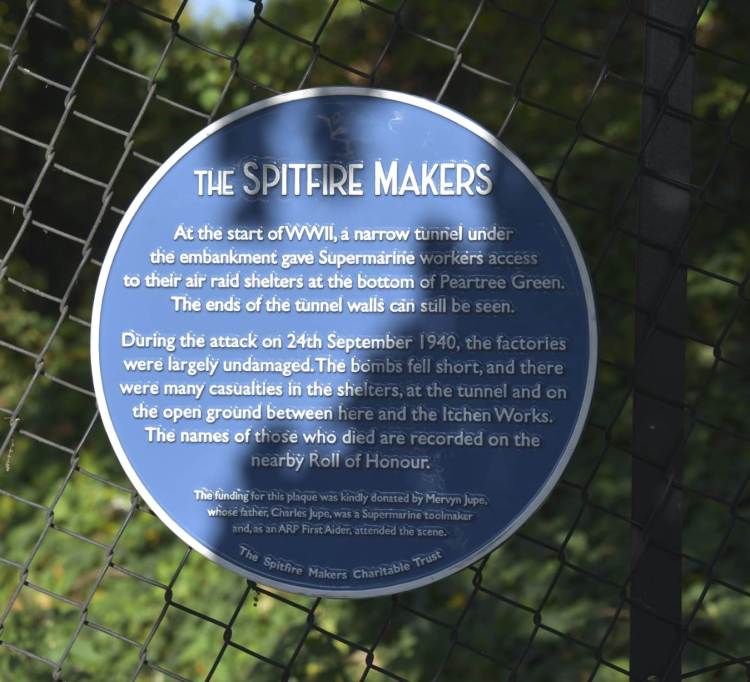 THE SPITFIRE MAKERS
At the start of WWII, a narrow tunnel under
the embankment gave Supermarine workers access
to their air raid shelters at the bottom of Peartree Green.
The ends of the tunnel walls can still be seen.
During the attack on 24th September 1940, the factories
were largely undamaged. The bombs fell short, and there
were many casualties in the shelters, at the tunnel and on
the open ground between here and the Itchen Works.
The names of those who died are recorded on the
nearby Roll of Honour.
The funding for this plaque was kindly donated by Mervyn Jupe,
whose father, Charles Jupe, was a Supermarine toolmaker
and, as an ARP First Aider, attended the scene.
The Spitfire Makers Charitable Trust